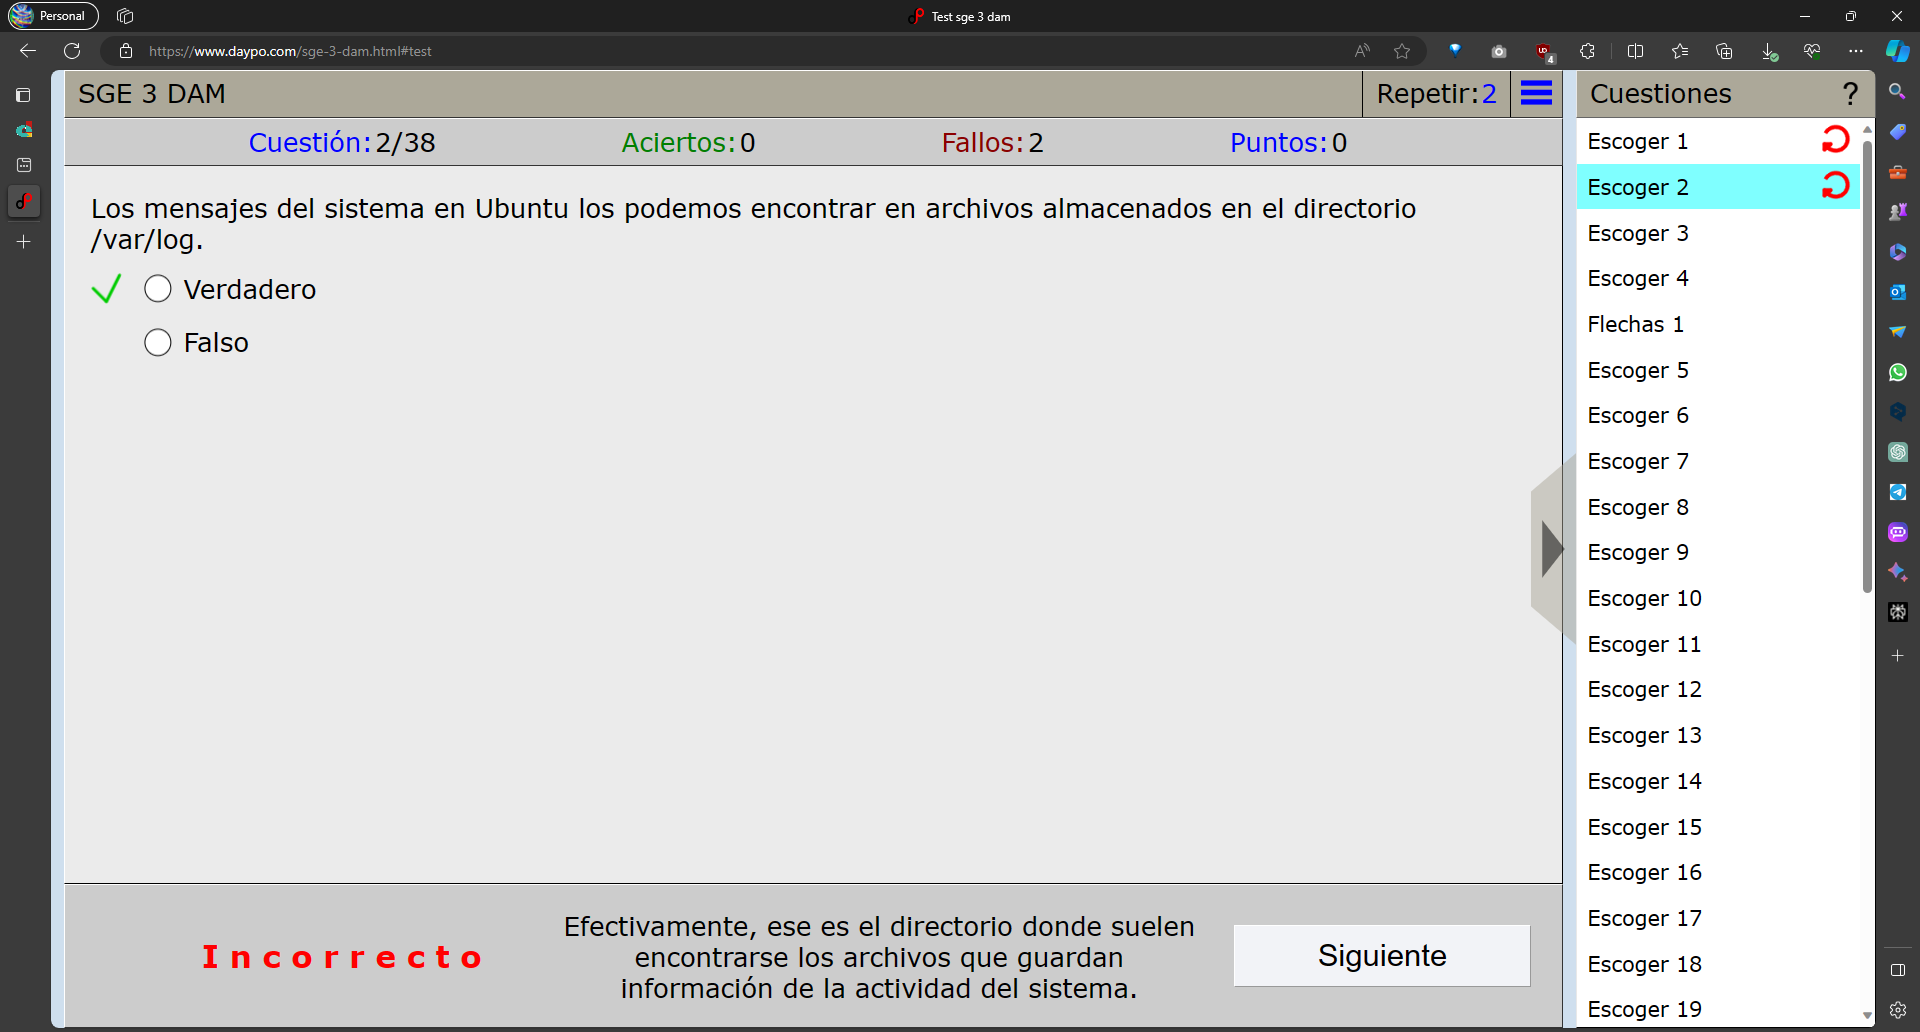 Personal
Test sge 3 dam
https://www.daypo.com/sge-3-dam.html#test
4
SGE 3 DAM
Repetir:2
Cuestión:2/38
Aciertos:0
Fallos:2
Puntos:0
Los mensajes del sistema en Ubuntu los podemos encontrar en archivos almacenados en el directorio
/var/log.
Verdadero
Falso
Incorrecto
Efectivamente, ese es el directorio donde suelen
encontrarse los archivos que guardan
información de la actividad del sistema.
Siguiente
Cuestiones
?
Escoger 1
Escoger 2
Escoger 3
Escoger 4
Flechas 1
Escoger 5
Escoger 6
Escoger 7
Escoger 8
Escoger 9
Escoger 10
Escoger 11
Escoger 12
Escoger 13
Escoger 14
Escoger 15
Escoger 16
Escoger 17
Escoger 18
Escoger 19